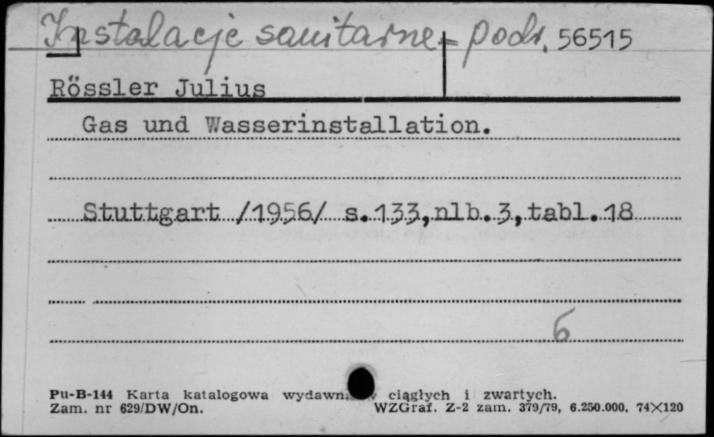 Instalacje sanitarne - podr. 56515
Rössler Julius
Gas und Wasserinstallation.
Stuttgart /1956/ s.133,nlb.3,tabl.18
6
Pu-B-144 Karta katalogowa ciągłych i zwartych.
Zam. nr 629/DW/On. WZGraf. Z-2 zam. 379/79, 6.250.000, 74×120